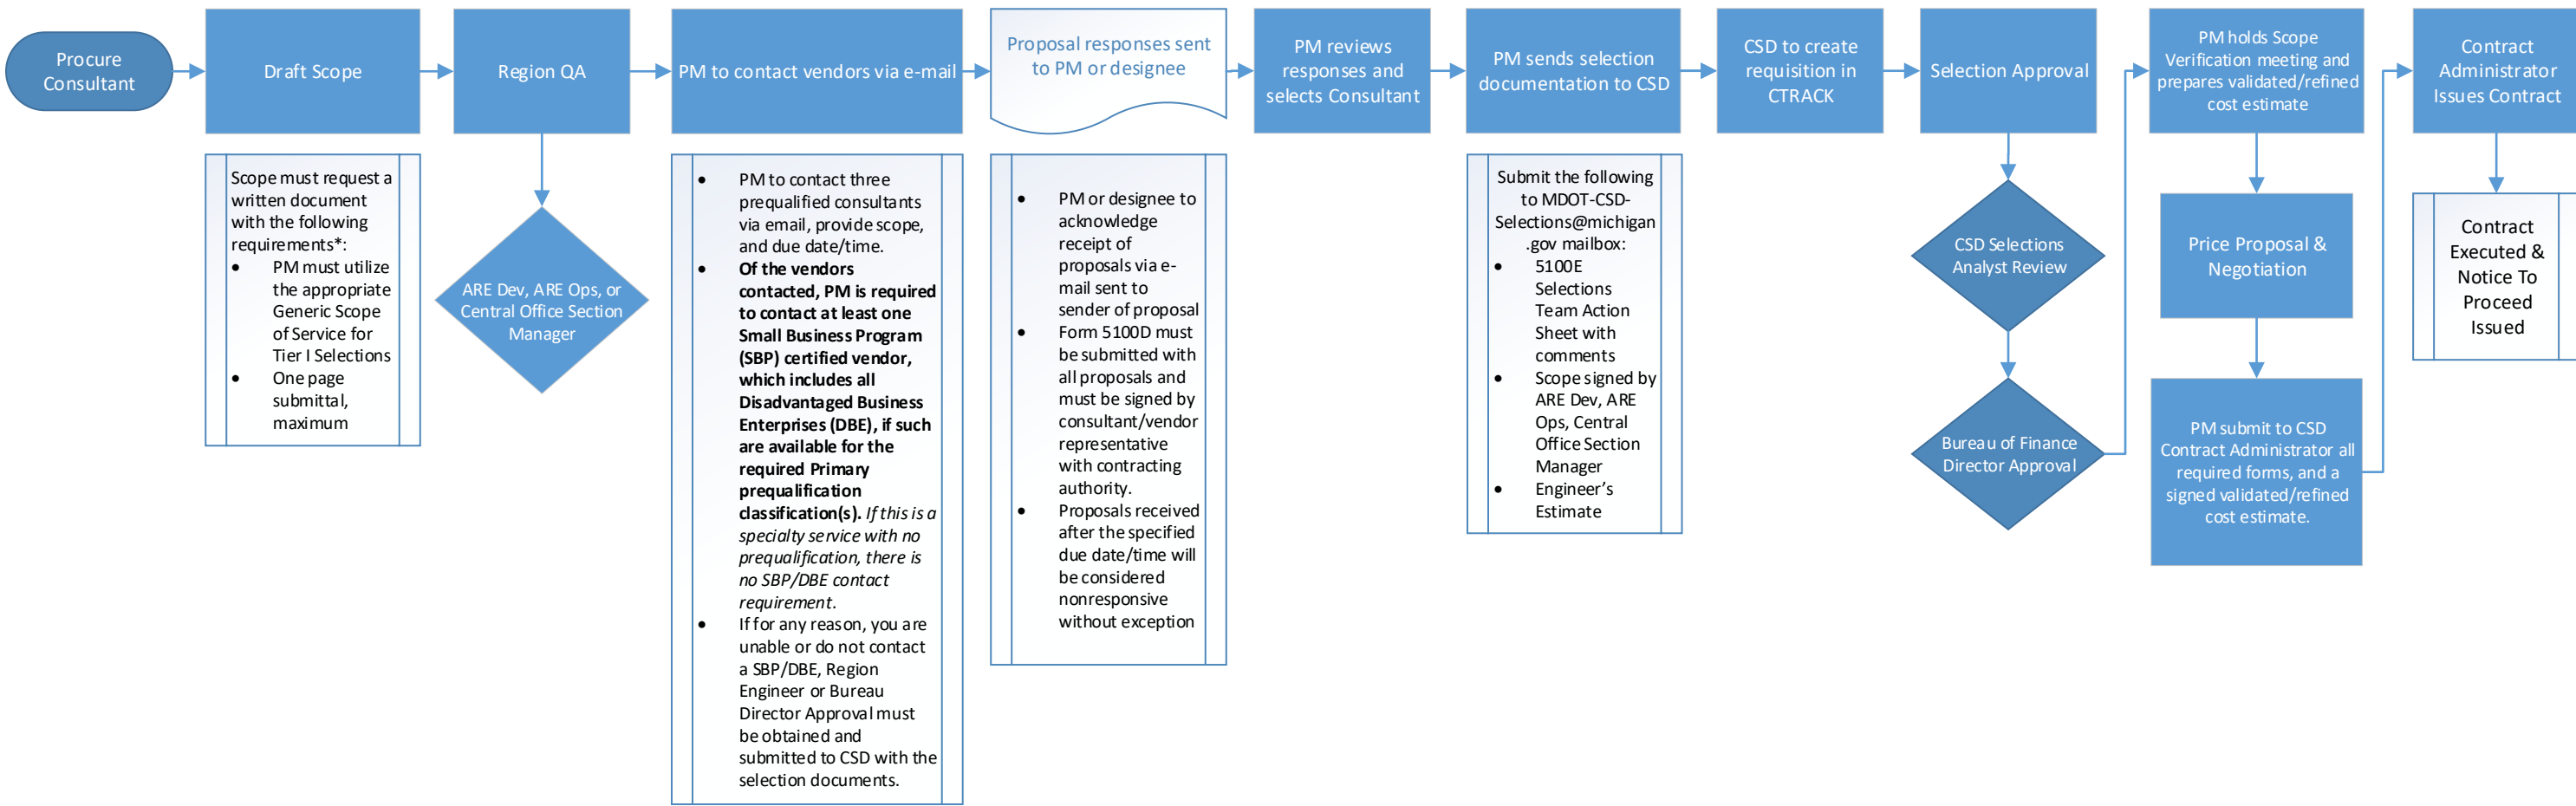 Procure
Consultant
Draft Scope
Region QA
PM to contact vendors via e-mail
Proposal responses sent
to PM or designee
PM reviews
responses and
selects Consultant
PM sends selection
documentation to CSD
CSD to create
requisition in
CTRACK
Selection Approval
PM holds Scope
Verification meeting and
prepares validated/refined
cost estimate
Contract
Administrator
Issues Contract
Scope must request a
written document
with the following
requirements*:
• PM must utilize
the appropriate
Generic Scope
of Service for
Tier I Selections
• One page
submittal,
maximum
ARE Dev, ARE Ops, or
Central Office Section
Manager
• PM to contact three
prequalified consultants
via email, provide scope,
and due date/time.
• Of the vendors
contacted, PM is required
to contact at least one
Small Business Program
(SBP) certified vendor,
which includes all
Disadvantaged Business
Enterprises (DBE), if such
are available for the
required Primary
prequalification
classification(s). If this is a
specialty service with no
prequalification, there is
no SBP/DBE contact
requirement.
• If for any reason, you are
unable or do not contact
a SBP/DBE, Region
Engineer or Bureau
Director Approval must
be obtained and
submitted to CSD with the
selection documents.
• PM or designee to
acknowledge
receipt of
proposals via e-
mail sent to
sender of proposal
• Form 5100D must
be submitted with
all proposals and
must be signed by
consultant/vendor
representative
with contracting
authority.
• Proposals received
after the specified
due date/time will
be considered
nonresponsive
without exception
Submit the following
to MDOT-CSD-
Selections@michigan
.gov mailbox:
• 5100E
Selections
Team Action
Sheet with
comments
• Scope signed by
ARE Dev, ARE
Ops, Central
Office Section
Manager
• Engineer’s
Estimate
CSD Selections
Analyst Review
Bureau of Finance
Director Approval
Price Proposal &
Negotiation
PM submit to CSD
Contract Administrator all
required forms, and a
signed validated/refined
cost estimate.
Contract
Executed &
Notice To
Proceed
Issued